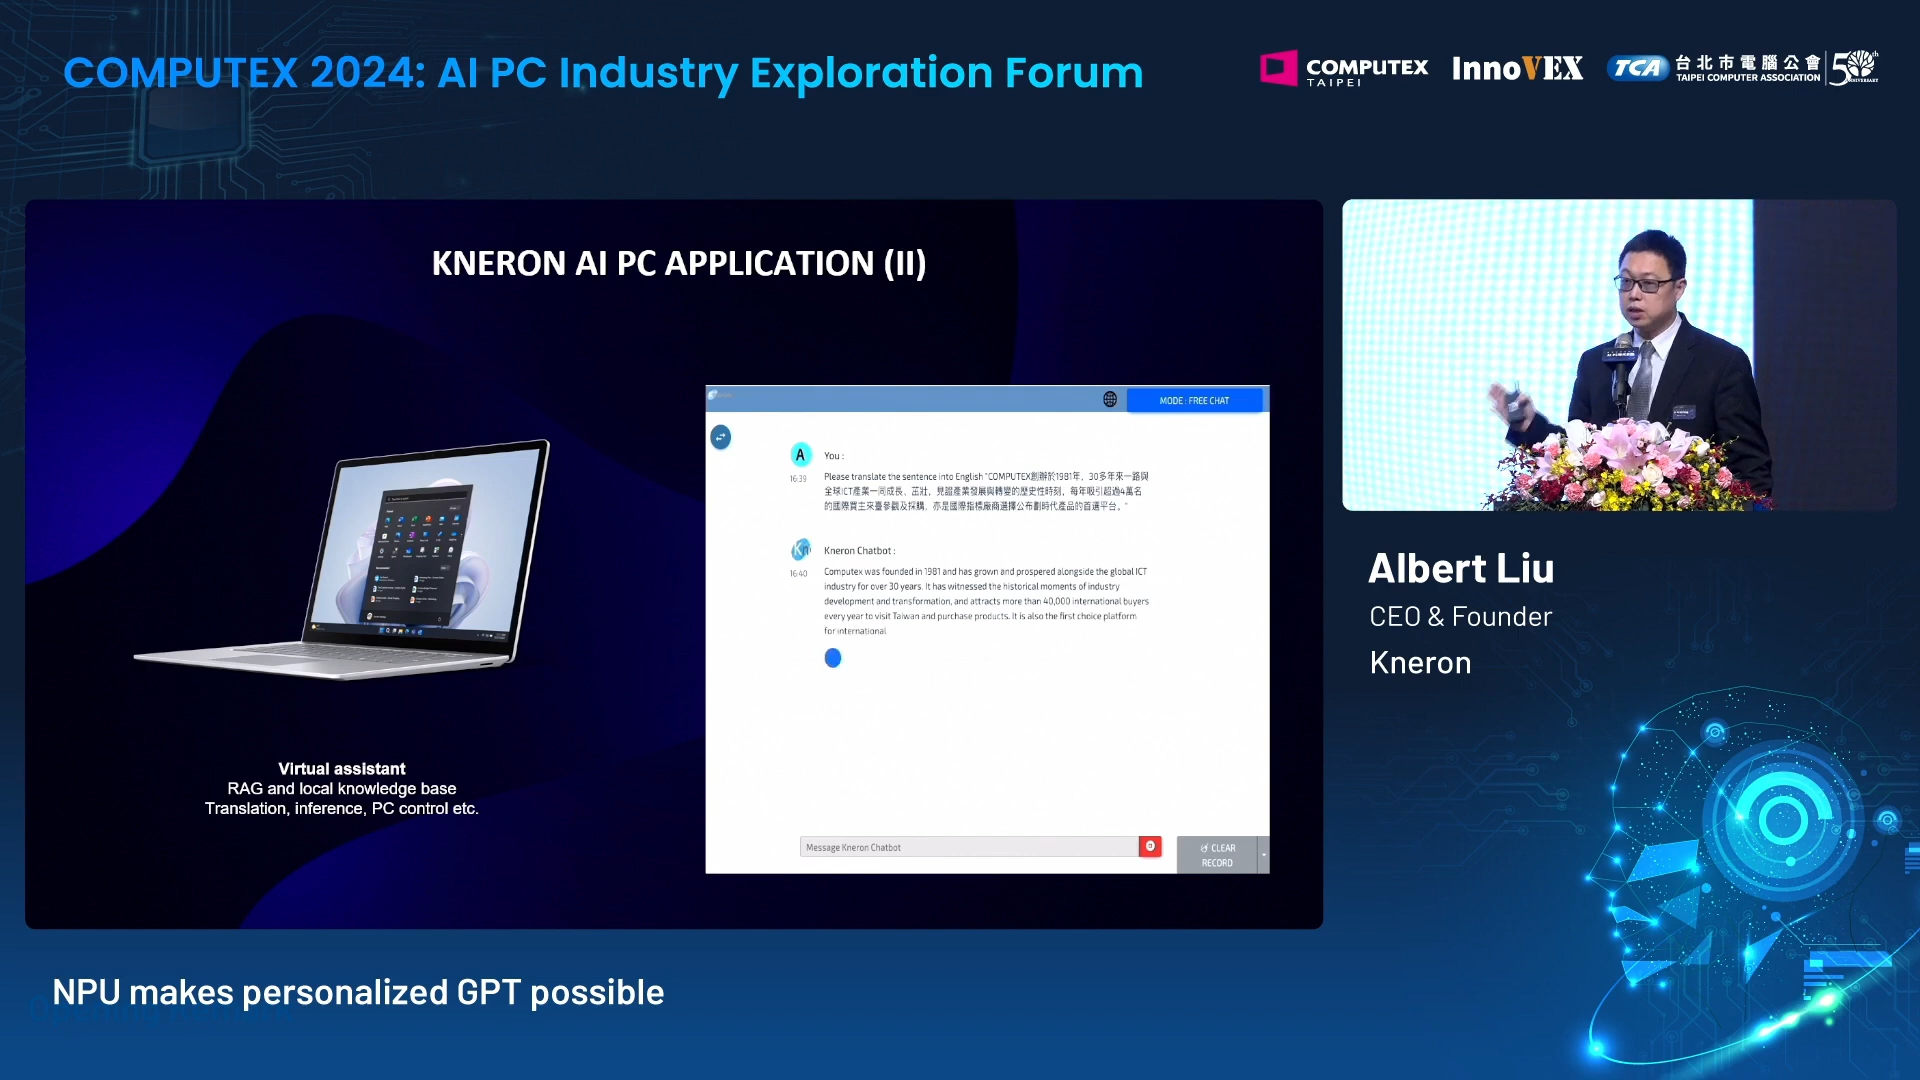 COMPUTEX 2024: AI PC Industry Exploration Forum
COMPUTEX
TAIPEI
InnoVEX
TCA
台北市電腦公會
TAIPEI COMPUTER ASSOCIATION
50th
ANNIVERSARY
KNERON AI PC APPLICATION (II)
MODE : FREE CHAT
A
You :
16:39
Please translate the sentence into English "COMPUTEX創辦於1981年，30多年來一路與
全球ICT產業一同成長、茁壯，見證產業發展與轉變的歷史性時刻，每年吸引超過4萬名
的國際買主來臺參觀及採購，亦是國際指標廠商選擇公布劃時代產品的首選平台。"
Kn
Kneron Chatbot :
16:40
Computex was founded in 1981 and has grown and prospered alongside the global ICT
industry for over 30 years. It has witnessed the historical moments of industry
development and transformation, and attracts more than 40,000 international buyers
every year to visit Taiwan and purchase products. It is also the first choice platform
for international
Message Kneron Chatbot
CLEAR
RECORD
Virtual assistant
RAG and local knowledge base
Translation, inference, PC control etc.
Albert Liu
CEO & Founder
Kneron
NPU makes personalized GPT possible